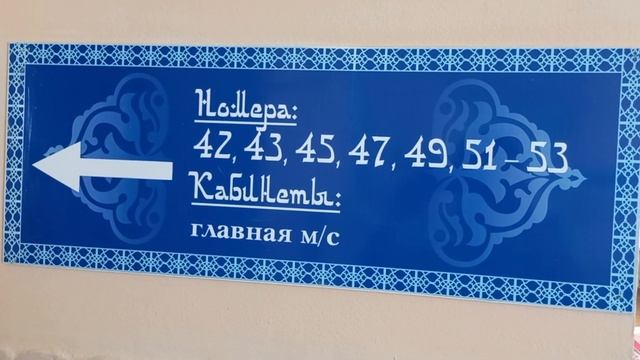 Номера:
42, 43, 45, 47, 49, 51 - 53
Кабинеты:
главная м/с